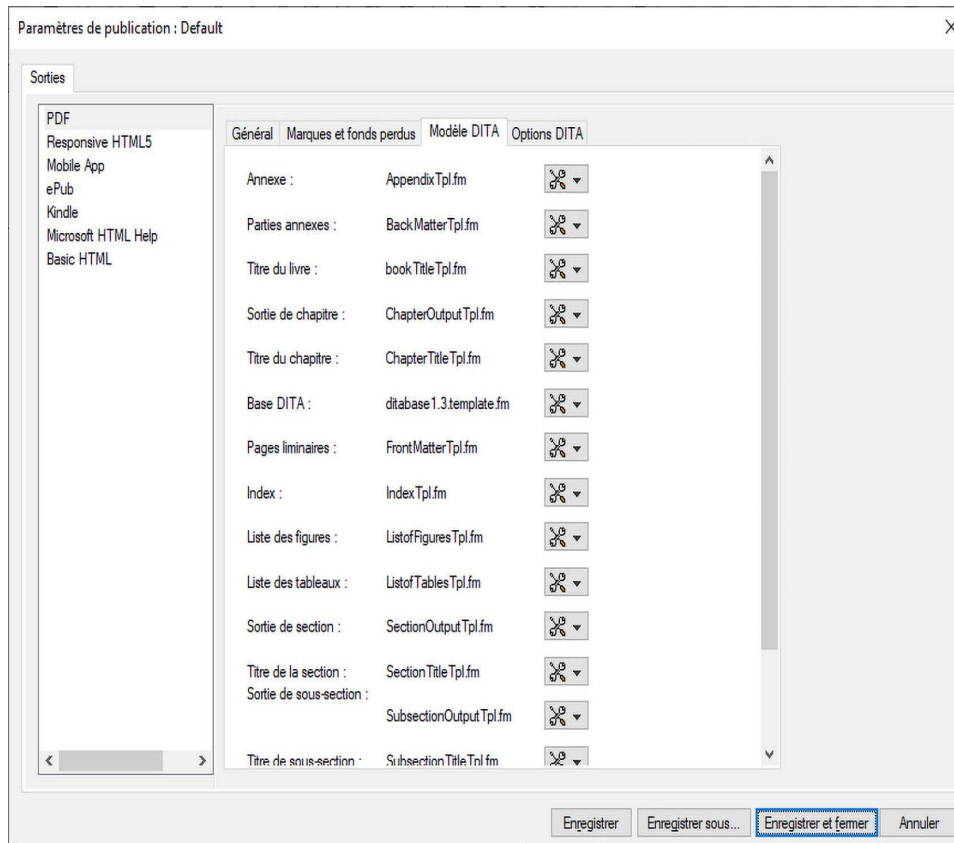 Paramètres de publication : Default
Sorties
PDF
Responsive HTML5
Mobile App
ePub
Kindle
Microsoft HTML Help
Basic HTML
Général Marques et fonds perdus Modèle DITA Options DITA
Annexe : AppendixTpl.fm
Parties annexes : BackMatterTpl.fm
Titre du livre : bookTitleTpl.fm
Sortie de chapitre : ChapterOutputTpl.fm
Titre du chapitre : ChapterTitleTpl.fm
Base DITA : ditabase1.3.template.fm
Pages liminaires : FrontMatterTpl.fm
Index : IndexTpl.fm
Liste des figures : ListofFiguresTpl.fm
Liste des tableaux : ListofTablesTpl.fm
Sortie de section : SectionOutputTpl.fm
Titre de la section : SectionTitleTpl.fm
Sortie de sous-section :
SubsectionOutputTpl.fm
Titre de sous-section : SubsectionTitleTpl.fm
Enregistrer Enregistrer sous... Enregistrer et fermer Annuler